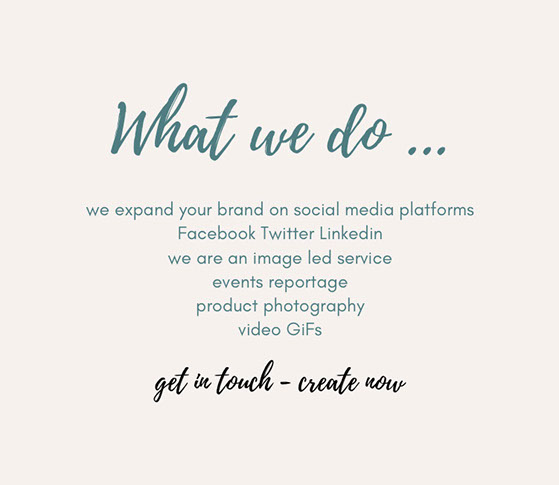 What we do ...
we expand your brand on social media platforms
Facebook Twitter Linkedin
we are an image led service
events reportage
product photography
video GiFs
get in touch - create now